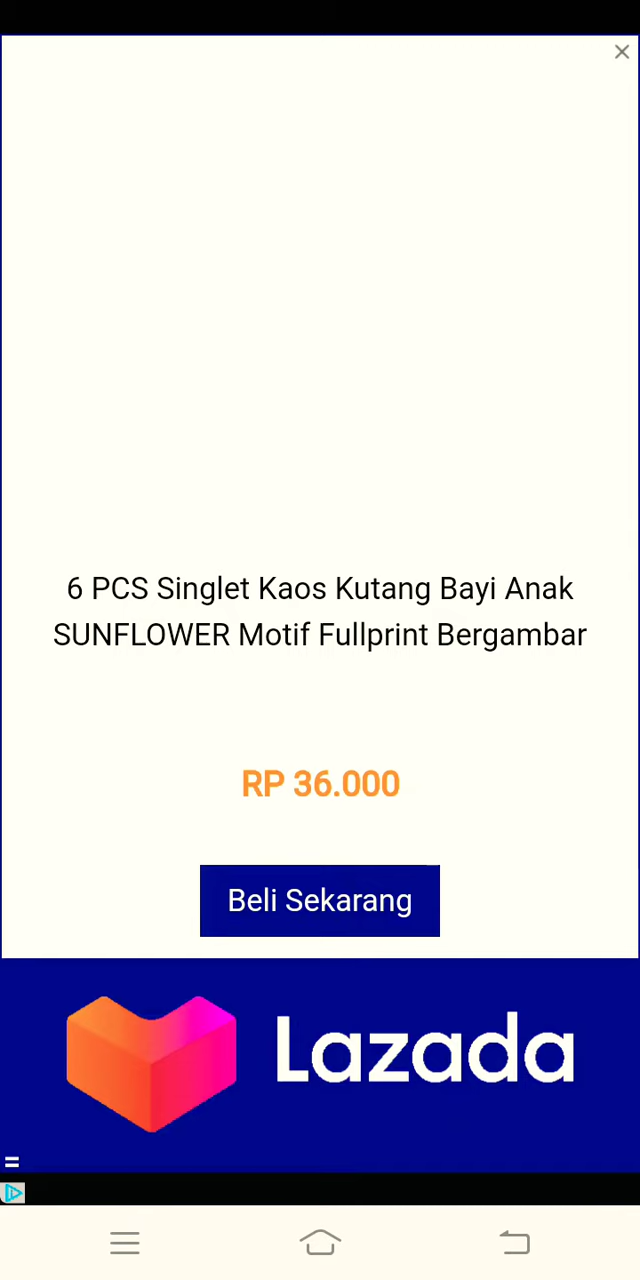 6 PCS Singlet Kaos Kutang Bayi Anak
SUNFLOWER Motif Fullprint Bergambar
RP 36.000
Beli Sekarang
Lazada